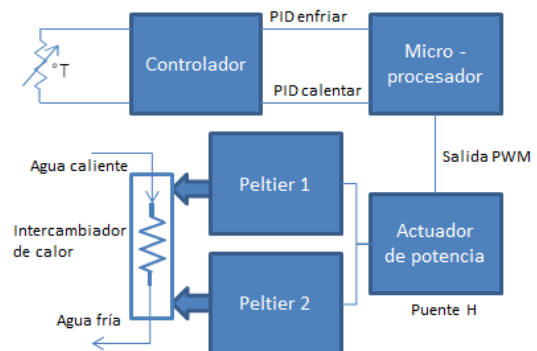 PID enfriar
°T
Controlador
Micro -
procesador
PID calentar
Salida PWM
Agua caliente
Peltier 1
Intercambiador
de calor
Actuador
de potencia
Peltier 2
Puente H
Agua fría